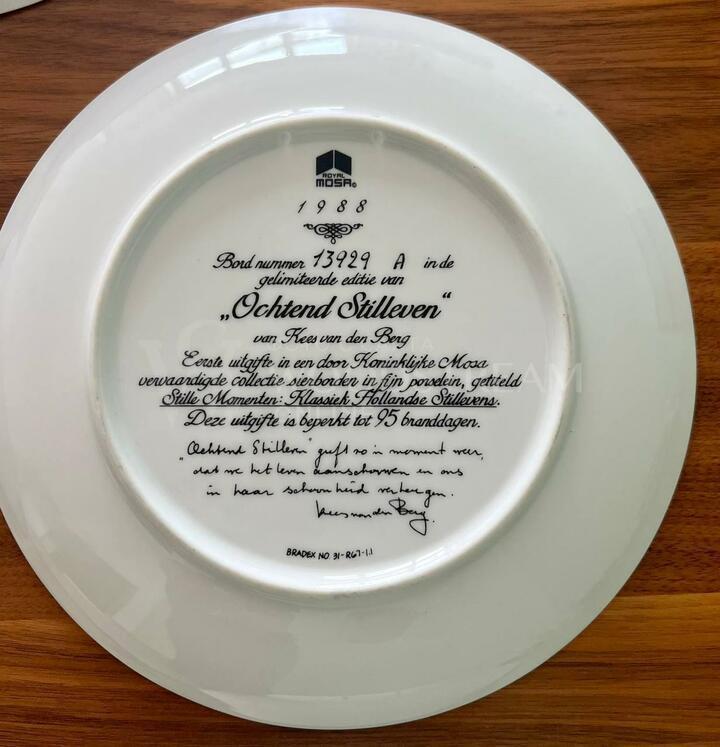 ROYAL
MOSA©
1988
Bord nummer 13929 A in de
gelimiteerde editie van
„Ochtend Stilleven“
van Kees van den Berg
Eerste uitgifte in een door Koninklijke Mosa
vervaardigde collectie sierborden in fijn porselein, getiteld
Stille Momenten: Klassiek Hollandse Stillevens.
Deze uitgifte is beperkt tot 95 branddagen.
„Ochtend Stilleven" geeft zo'n moment weer,
dat we het leven aanschouwen en ons
in haar schoonheid verheugen.
Kees van den Berg.
BRADEX NO. 31-R67-1.1